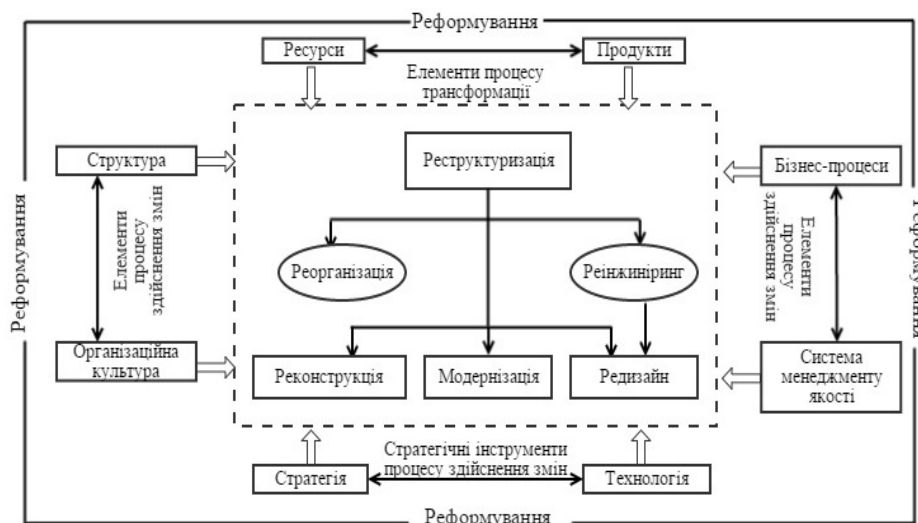 Реформування
Ресурси
Продукти
Елементи процесу
трансформації
Структура
Реструктуризація
Бізнес-процеси
Реформування
Елементи
процесу
здійснення змін
Реорганізація
Реінжиніринг
Елементи
процесу
здійснення змін
Реформування
Організаційна
культура
Реконструкція
Модернізація
Редизайн
Система
менеджменту
якості
Стратегічні інструменти
процесу здійснення змін
Стратегія
Технологія
Реформування